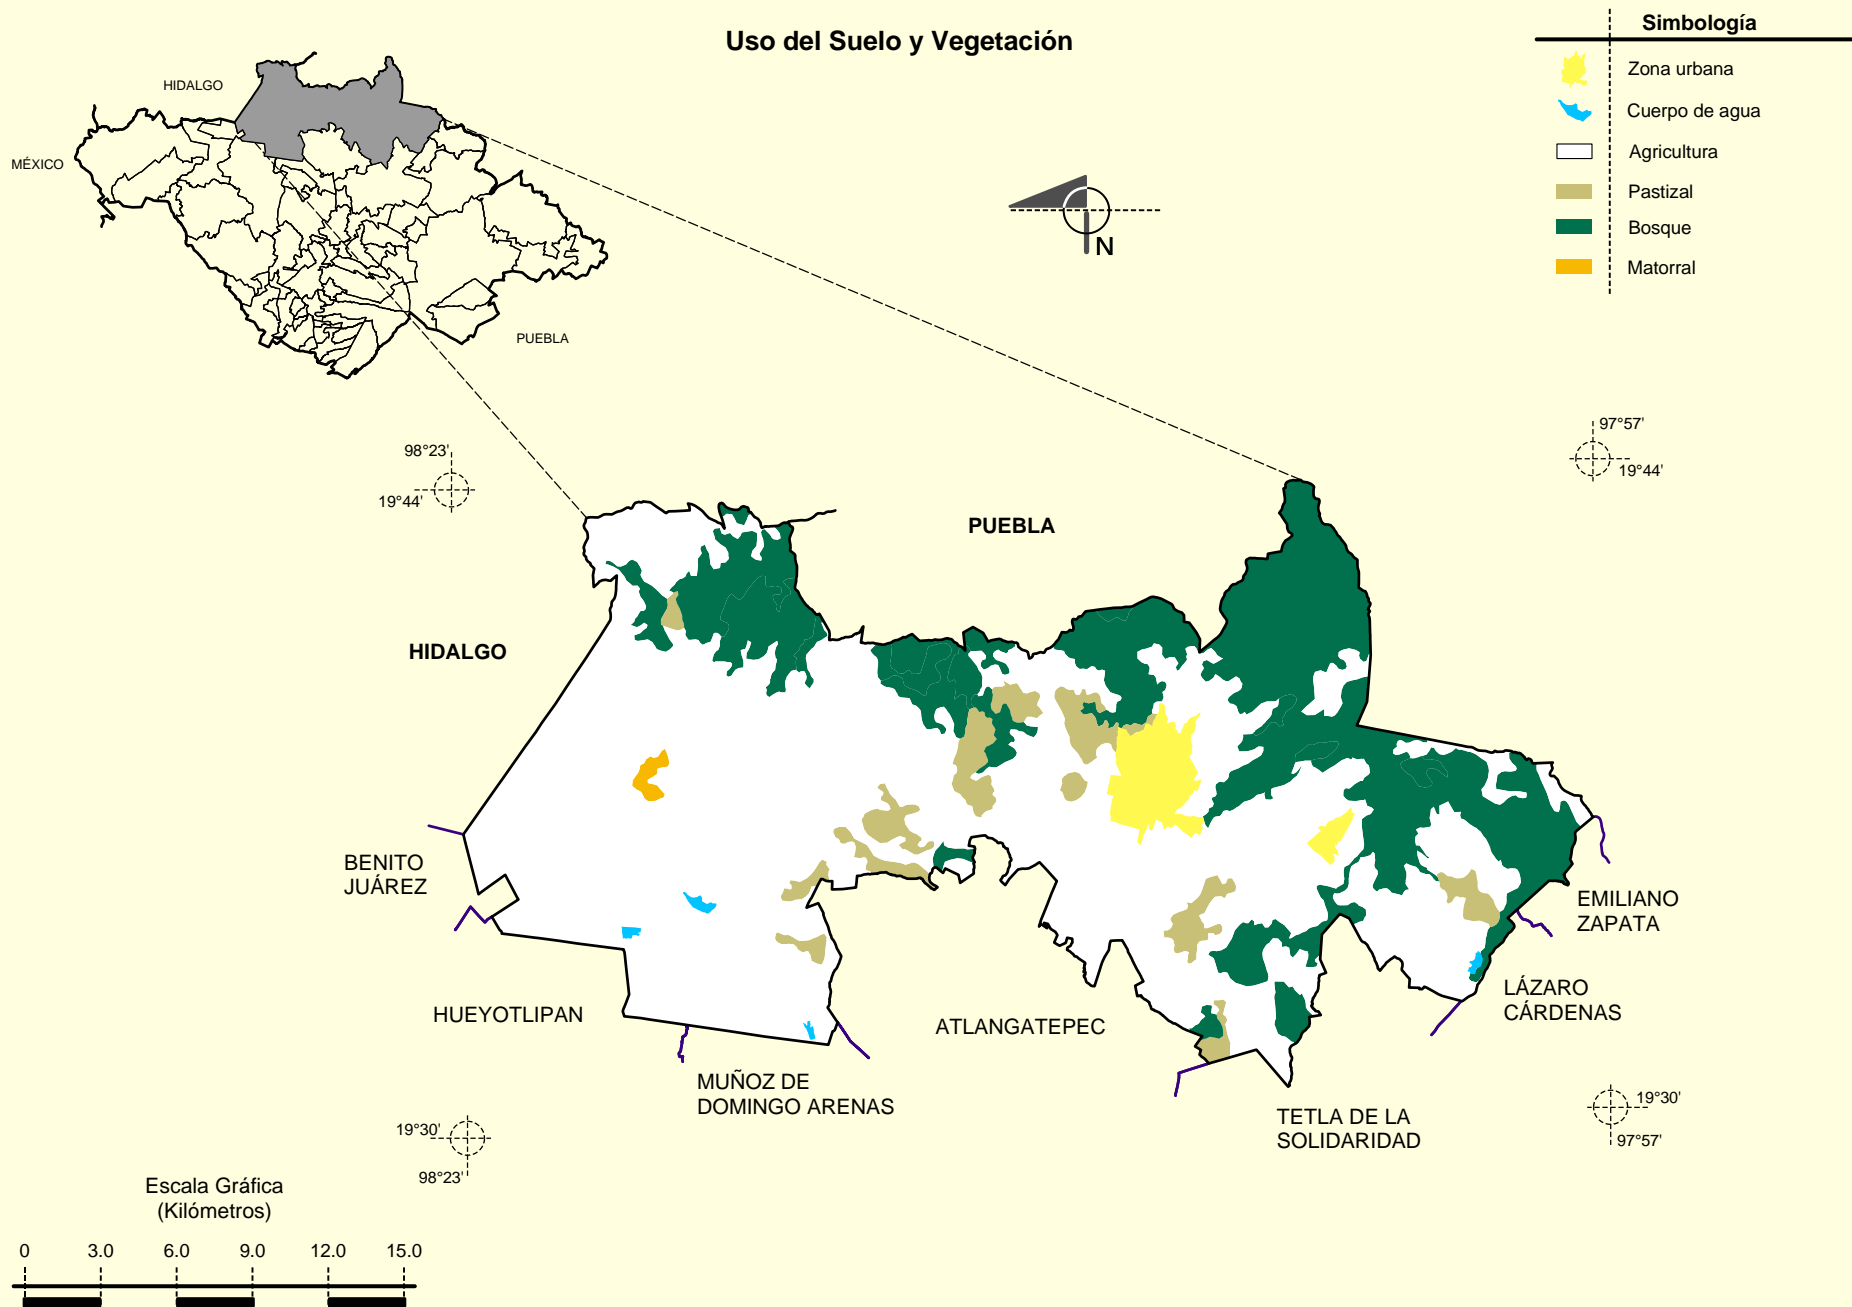 Uso del Suelo y Vegetación
Simbología
Zona urbana
Cuerpo de agua
Agricultura
Pastizal
Bosque
Matorral
HIDALGO
MÉXICO
PUEBLA
N
98°23'
19°44'
97°57'
19°44'
PUEBLA
HIDALGO
BENITO
JUÁREZ
EMILIANO
ZAPATA
HUEYOTLIPAN
ATLANGATEPEC
LÁZARO
CÁRDENAS
MUÑOZ DE
DOMINGO ARENAS
TETLA DE LA
SOLIDARIDAD
19°30'
98°23'
19°30'
97°57'
Escala Gráfica
(Kilómetros)
0 3.0 6.0 9.0 12.0 15.0